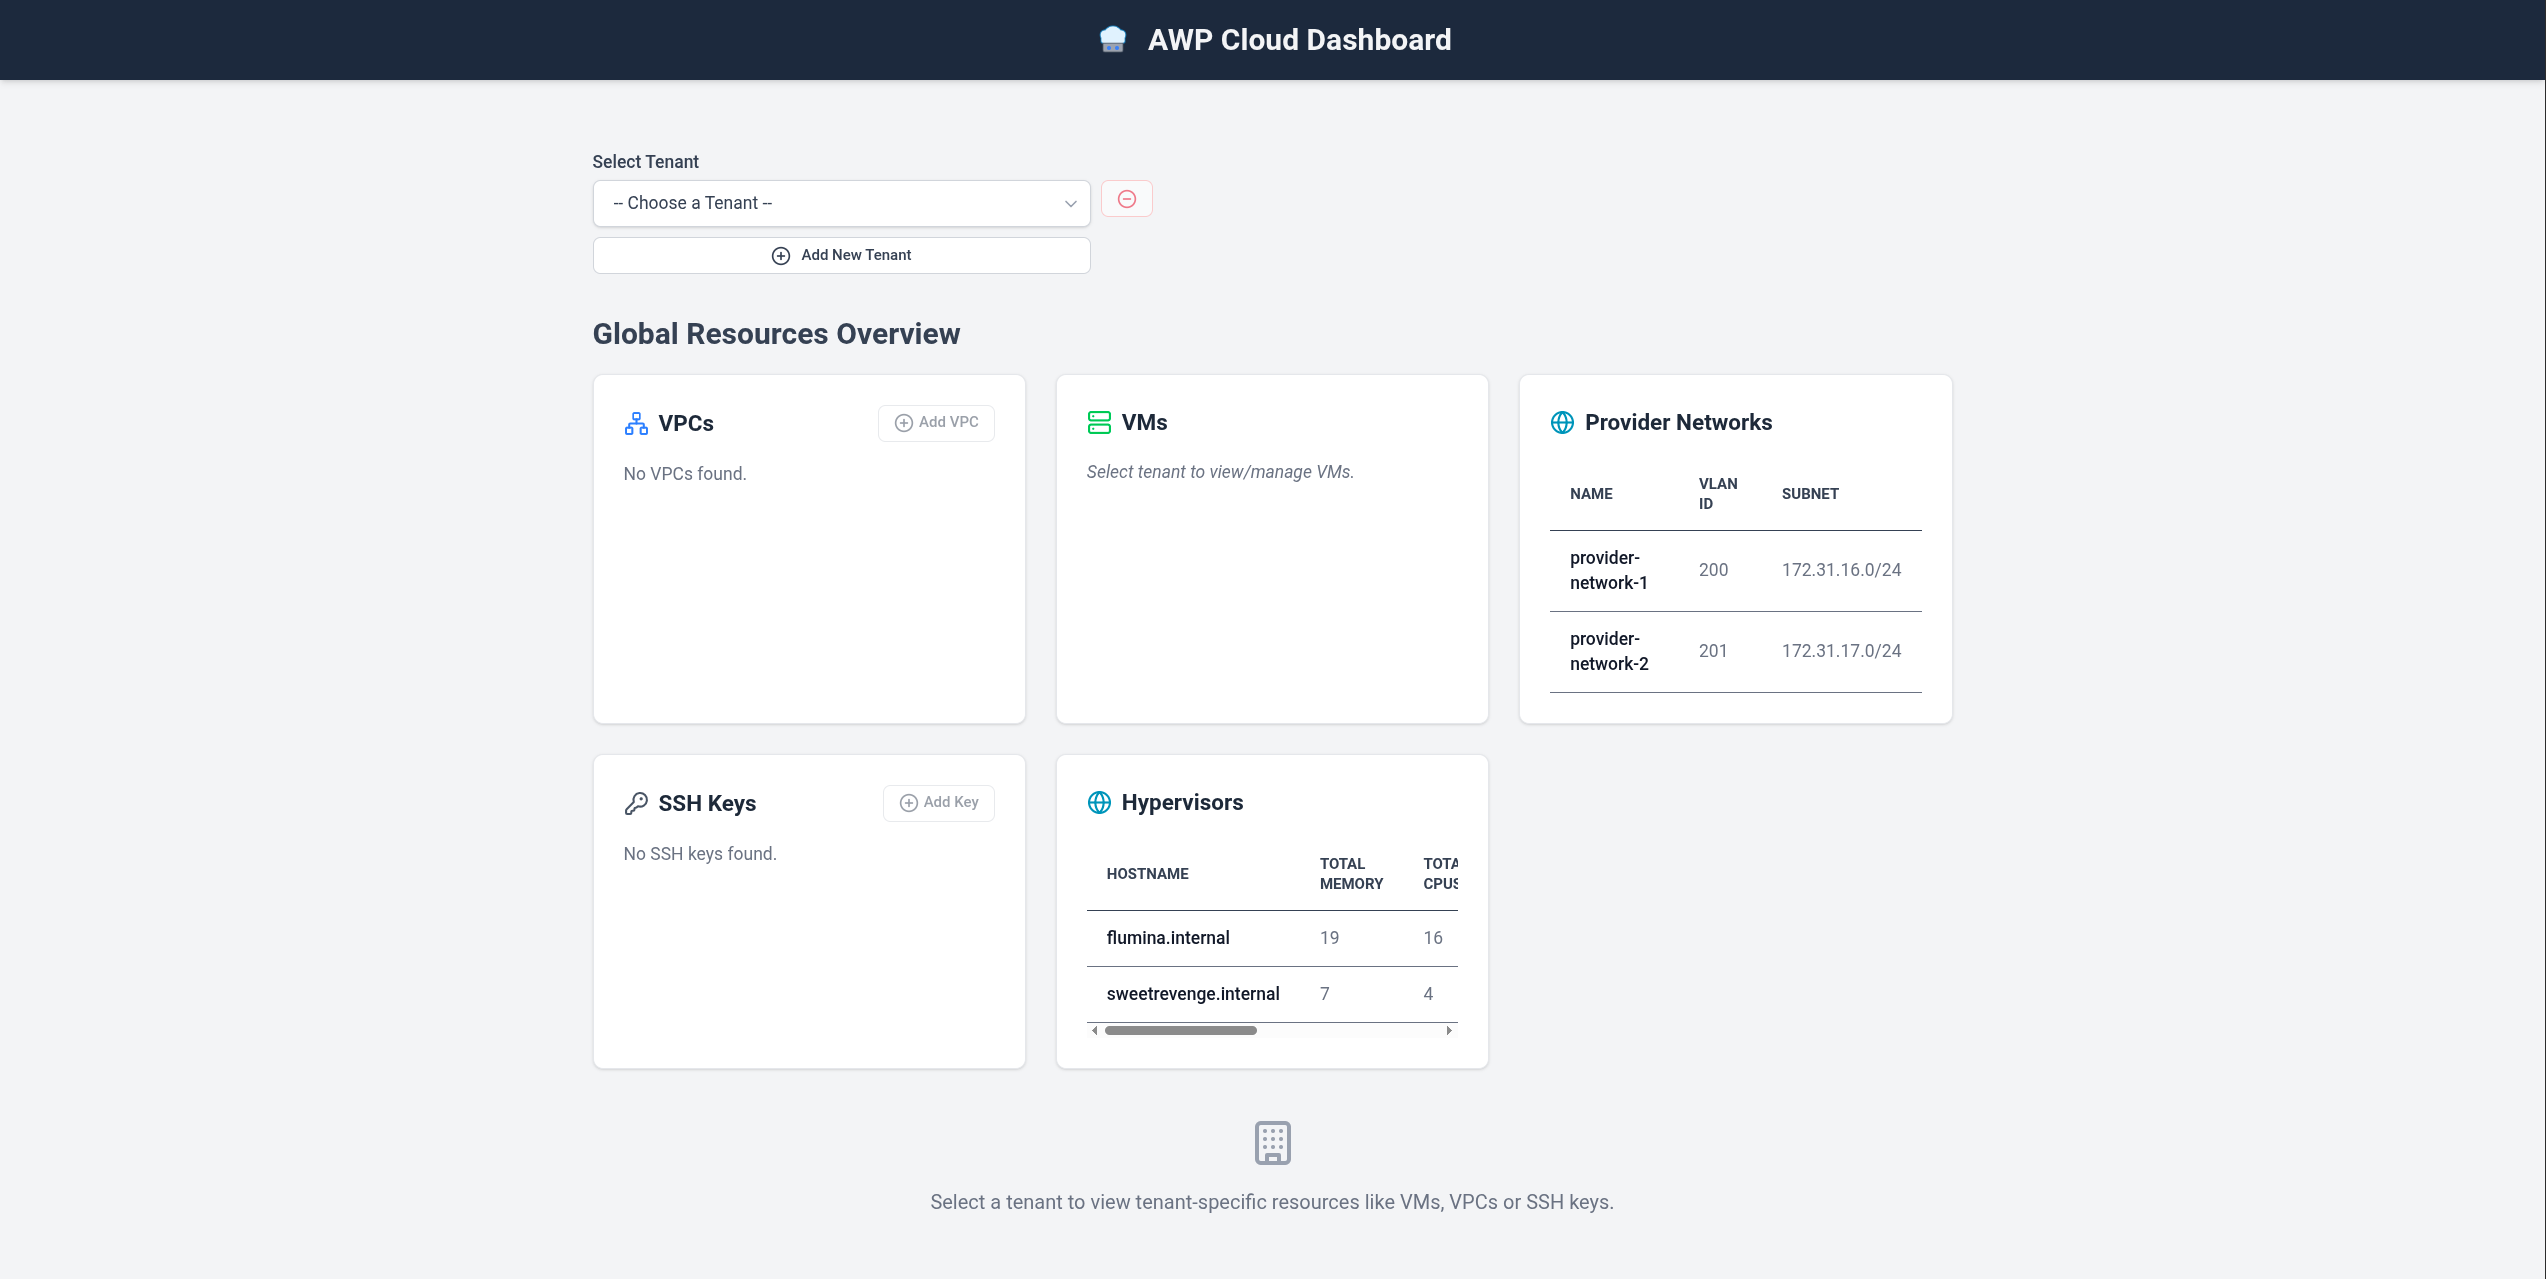 AWP Cloud Dashboard
Select Tenant
-- Choose a Tenant --
Add New Tenant
Global Resources Overview
VPCs
Add VPC
No VPCs found.
VMs
Select tenant to view/manage VMs.
Provider Networks
NAME VLAN ID SUBNET
provider-network-1 200 172.31.16.0/24
provider-network-2 201 172.31.17.0/24
SSH Keys
Add Key
No SSH keys found.
Hypervisors
HOSTNAME TOTAL MEMORY TOTA CPUS
flumina.internal 19 16
sweetrevenge.internal 7 4
Select a tenant to view tenant-specific resources like VMs, VPCs or SSH keys.